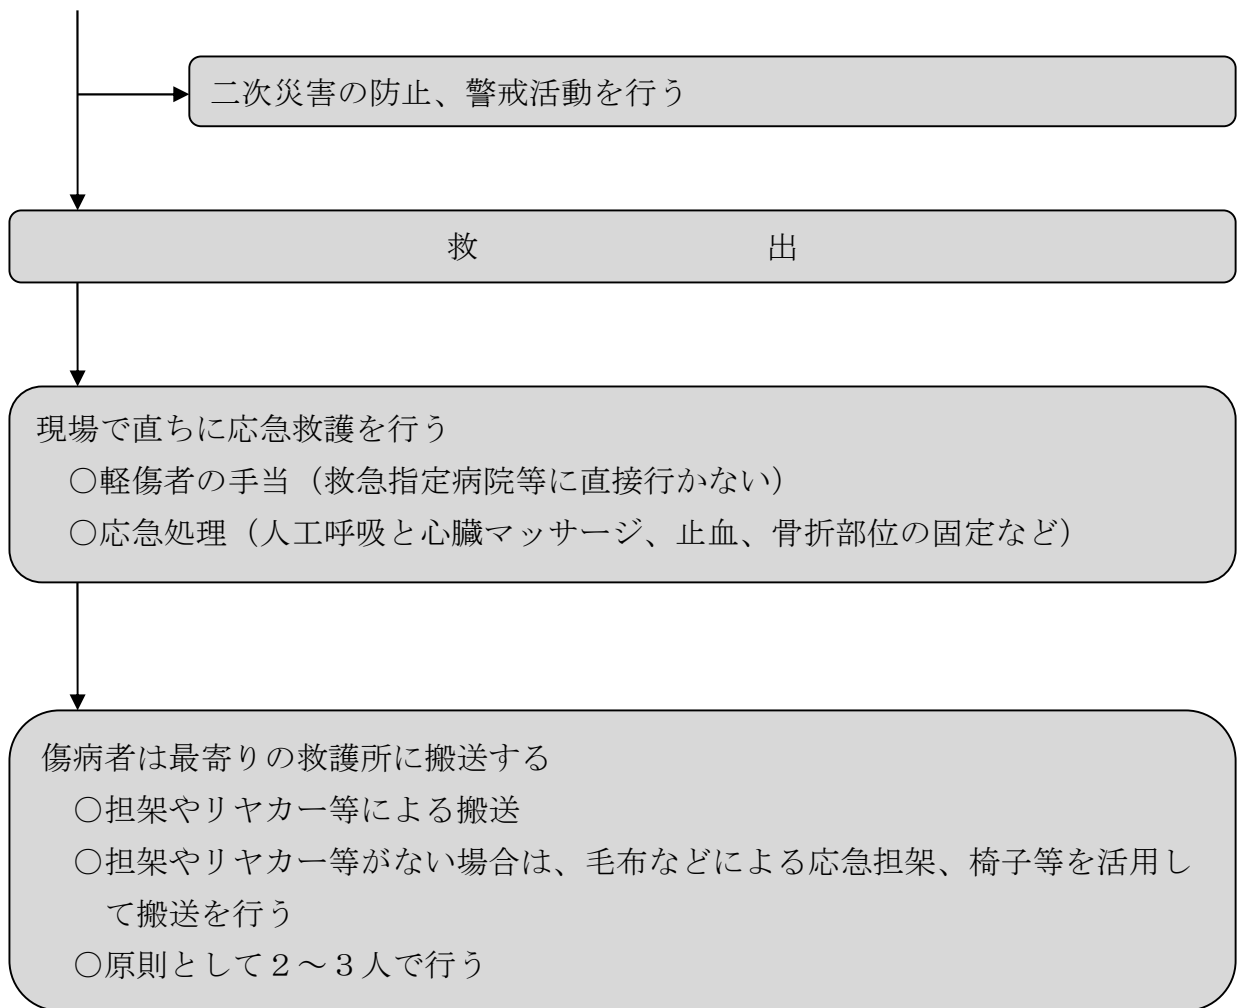 二次災害の防止、警戒活動を行う
救　　　　　　　　　出
現場で直ちに応急救護を行う
○軽傷者の手当（救急指定病院等に直接行かない）
○応急処理（人工呼吸と心臓マッサージ、止血、骨折部位の固定など）
傷病者は最寄りの救護所に搬送する
○担架やリヤカー等による搬送
○担架やリヤカー等がない場合は、毛布などによる応急担架、椅子等を活用し
て搬送を行う
○原則として２～３人で行う